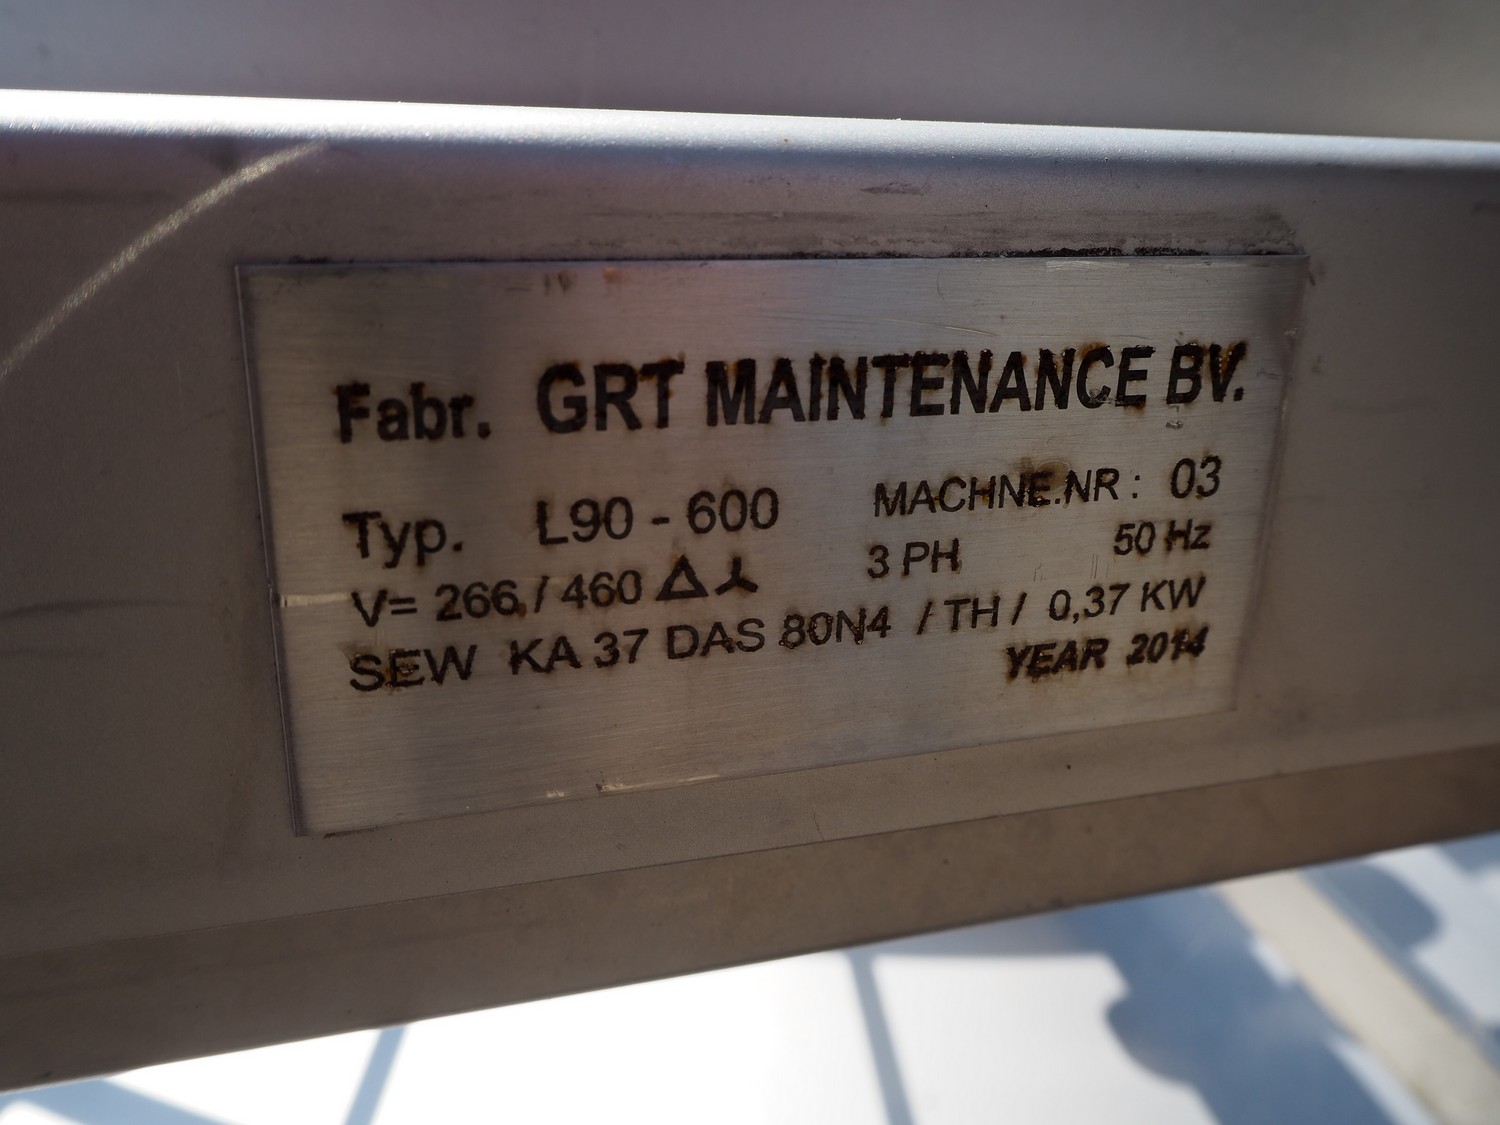 Fabr. GRT MAINTENANCE BV.
Typ. L90 - 600 MACHNE.NR : 03
V= 266 / 460 Δ⅄ 3 PH 50 Hz
SEW KA 37 DAS 80N4 / TH / 0,37 KW
YEAR 2014